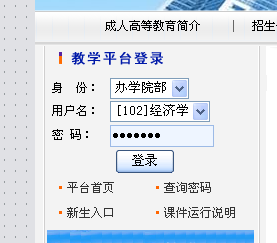 成人高等教育简介 | 招生
教学平台登录
身 份： 办学院部
用户名： [102]经济学
密 码： •••••••
登录
平台首页 查询密码
新生入口 课件运行说明